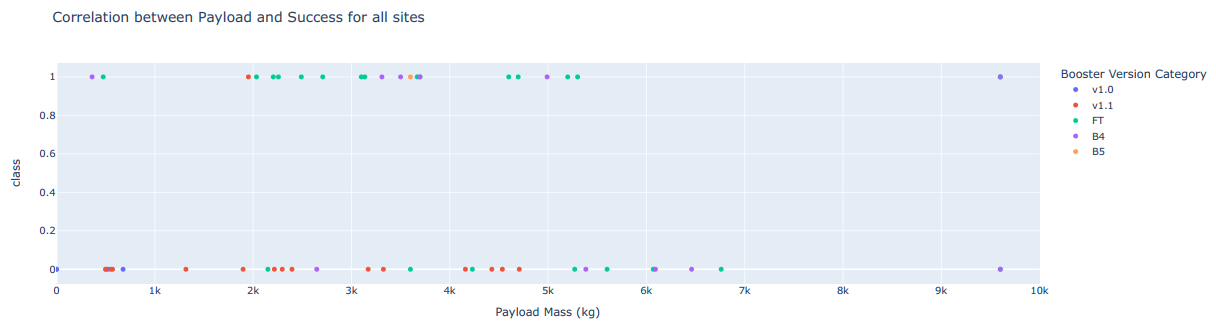 Correlation between Payload and Success for all sites
1
0.8
0.6
0.4
0.2
0
class
0
1k
2k
3k
4k
5k
6k
7k
8k
9k
10k
Payload Mass (kg)
Booster Version Category
v1.0
v1.1
FT
B4
B5